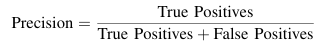 Precision = True Positives
True Positives + False Positives